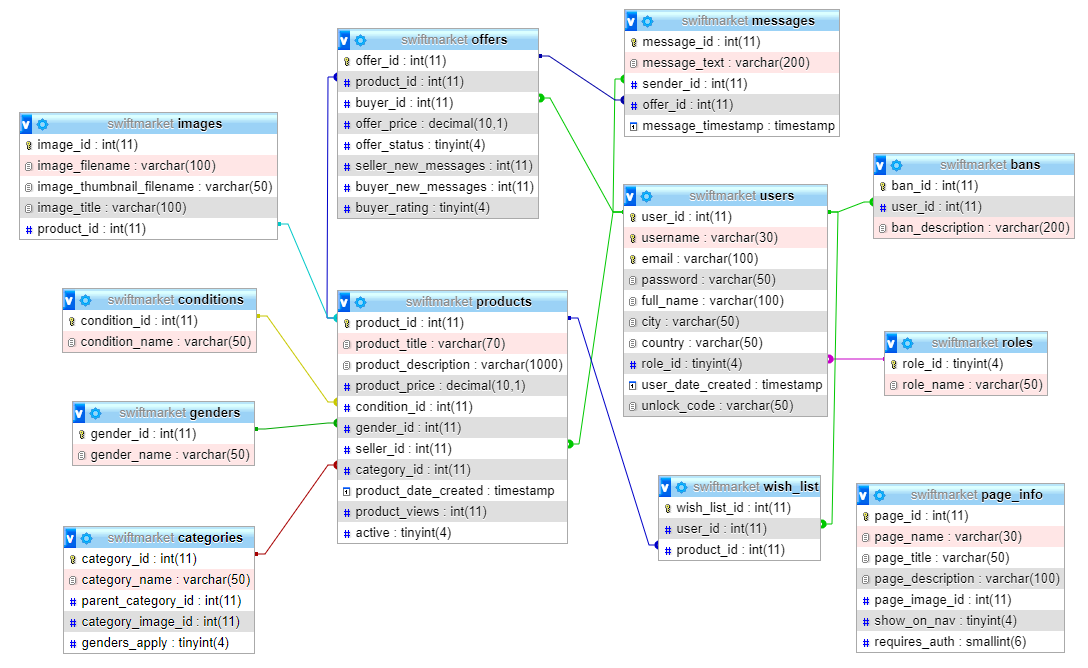 v swiftmarket offers
offer_id : int(11)
# product_id : int(11)
# buyer_id : int(11)
# offer_price : decimal(10,1)
# offer_status : tinyint(4)
# seller_new_messages : int(11)
# buyer_new_messages : int(11)
# buyer_rating : tinyint(4)
v swiftmarket messages
message_id : int(11)
message_text : varchar(200)
# sender_id : int(11)
# offer_id : int(11)
message_timestamp : timestamp
v swiftmarket images
image_id : int(11)
image_filename : varchar(100)
image_thumbnail_filename : varchar(50)
image_title : varchar(100)
# product_id : int(11)
v swiftmarket users
user_id : int(11)
username : varchar(30)
email : varchar(100)
password : varchar(50)
full_name : varchar(100)
city : varchar(50)
country : varchar(50)
# role_id : tinyint(4)
user_date_created : timestamp
unlock_code : varchar(50)
v swiftmarket bans
ban_id : int(11)
# user_id : int(11)
ban_description : varchar(200)
v swiftmarket conditions
condition_id : int(11)
condition_name : varchar(50)
v swiftmarket products
product_id : int(11)
product_title : varchar(70)
product_description : varchar(1000)
# product_price : decimal(10,1)
# condition_id : int(11)
# gender_id : int(11)
# seller_id : int(11)
# category_id : int(11)
product_date_created : timestamp
# product_views : int(11)
# active : tinyint(4)
v swiftmarket roles
role_id : tinyint(4)
role_name : varchar(50)
v swiftmarket genders
gender_id : int(11)
gender_name : varchar(50)
v swiftmarket wish_list
wish_list_id : int(11)
# user_id : int(11)
# product_id : int(11)
v swiftmarket page_info
page_id : int(11)
page_name : varchar(30)
page_title : varchar(50)
page_description : varchar(100)
# page_image_id : int(11)
# show_on_nav : tinyint(4)
# requires_auth : smallint(6)
v swiftmarket categories
category_id : int(11)
category_name : varchar(50)
# parent_category_id : int(11)
# category_image_id : int(11)
# genders_apply : tinyint(4)